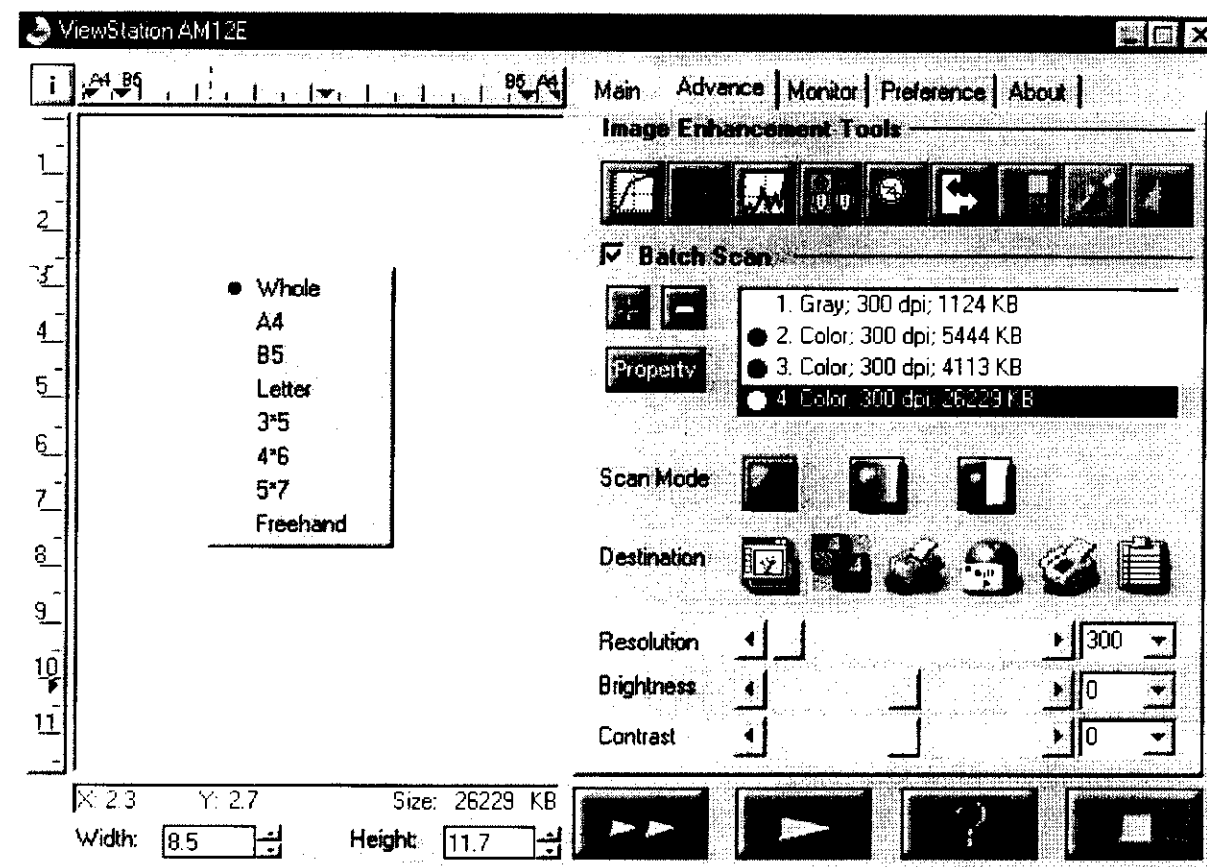 ViewStation AM12E
i
A4 B5 B5 A4
Main Advance Monitor Preference About
Image Enhancement Tools
1
2
3
4
5
6
7
8
9
10
11
Whole
A4
B5
Letter
3*5
4*6
5*7
Freehand
Batch Scan
1. Gray; 300 dpi; 1124 KB
2. Color; 300 dpi; 5444 KB
3. Color; 300 dpi; 4113 KB
4. Color; 300 dpi; 26229 KB
Property
Scan Mode
Destination
Resolution 300
Brightness 0
Contrast 0
X: 2.3 Y: 2.7 Size: 26229 KB
Width: 8.5 Height: 11.7
?